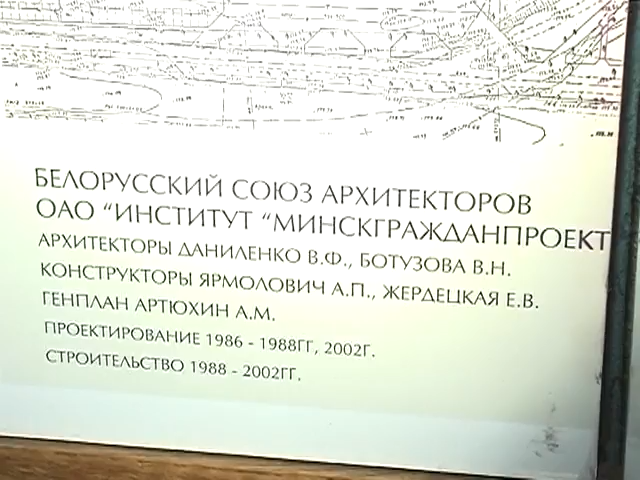 БЕЛОРУССКИЙ СОЮЗ АРХИТЕКТОРОВ
ОАО “ИНСТИТУТ “МИНСКГРАЖДАНПРОЕКТ
АРХИТЕКТОРЫ ДАНИЛЕНКО В.Ф., БОТУЗОВА В.Н.
КОНСТРУКТОРЫ ЯРМОЛОВИЧ А.П., ЖЕРДЕЦКАЯ Е.В.
ГЕНПЛАН АРТЮХИН А.М.
ПРОЕКТИРОВАНИЕ 1986 - 1988ГГ, 2002Г.
СТРОИТЕЛЬСТВО 1988 - 2002ГГ.